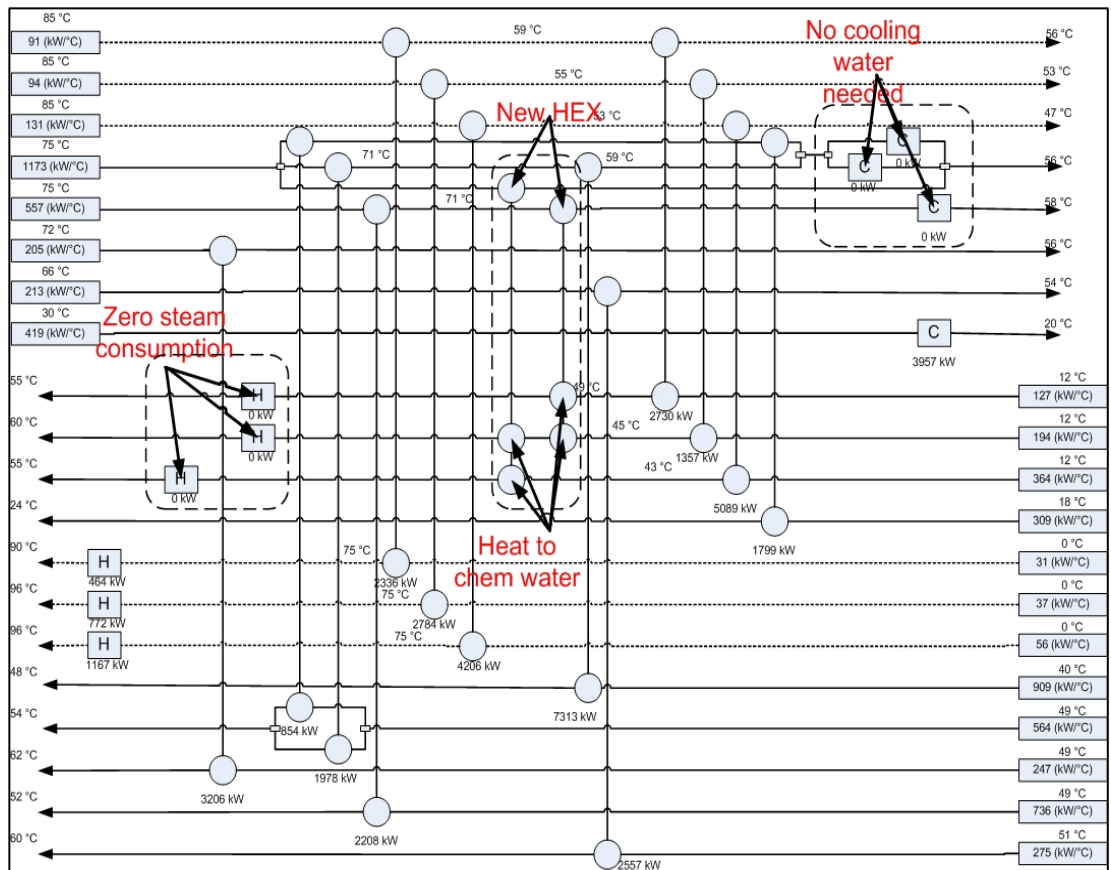 85 °C
59 °C
No cooling
water
needed
91 (kW/°C)
56 °C
85 °C
94 (kW/°C)
55 °C
53 °C
85 °C
131 (kW/°C)
New HEX
53 °C
47 °C
75 °C
1173 (kW/°C)
71 °C
59 °C
C
C
0 kW
0 kW
56 °C
75 °C
557 (kW/°C)
71 °C
C
0 kW
58 °C
72 °C
205 (kW/°C)
56 °C
66 °C
213 (kW/°C)
54 °C
30 °C
419 (kW/°C)
C
3957 kW
20 °C
Zero steam
consumption
55 °C
H
0 kW
49 °C
2730 kW
12 °C
127 (kW/°C)
60 °C
H
0 kW
45 °C
1357 kW
12 °C
194 (kW/°C)
55 °C
H
0 kW
43 °C
5089 kW
12 °C
364 (kW/°C)
24 °C
1799 kW
18 °C
309 (kW/°C)
Heat to
chem water
90 °C
H
464 kW
75 °C
2336 kW
0 °C
31 (kW/°C)
96 °C
H
772 kW
75 °C
2784 kW
0 °C
37 (kW/°C)
96 °C
H
1167 kW
75 °C
4206 kW
0 °C
56 (kW/°C)
48 °C
7313 kW
40 °C
909 (kW/°C)
54 °C
854 kW
1978 kW
49 °C
564 (kW/°C)
62 °C
3206 kW
49 °C
247 (kW/°C)
52 °C
2208 kW
49 °C
736 (kW/°C)
60 °C
2557 kW
51 °C
275 (kW/°C)